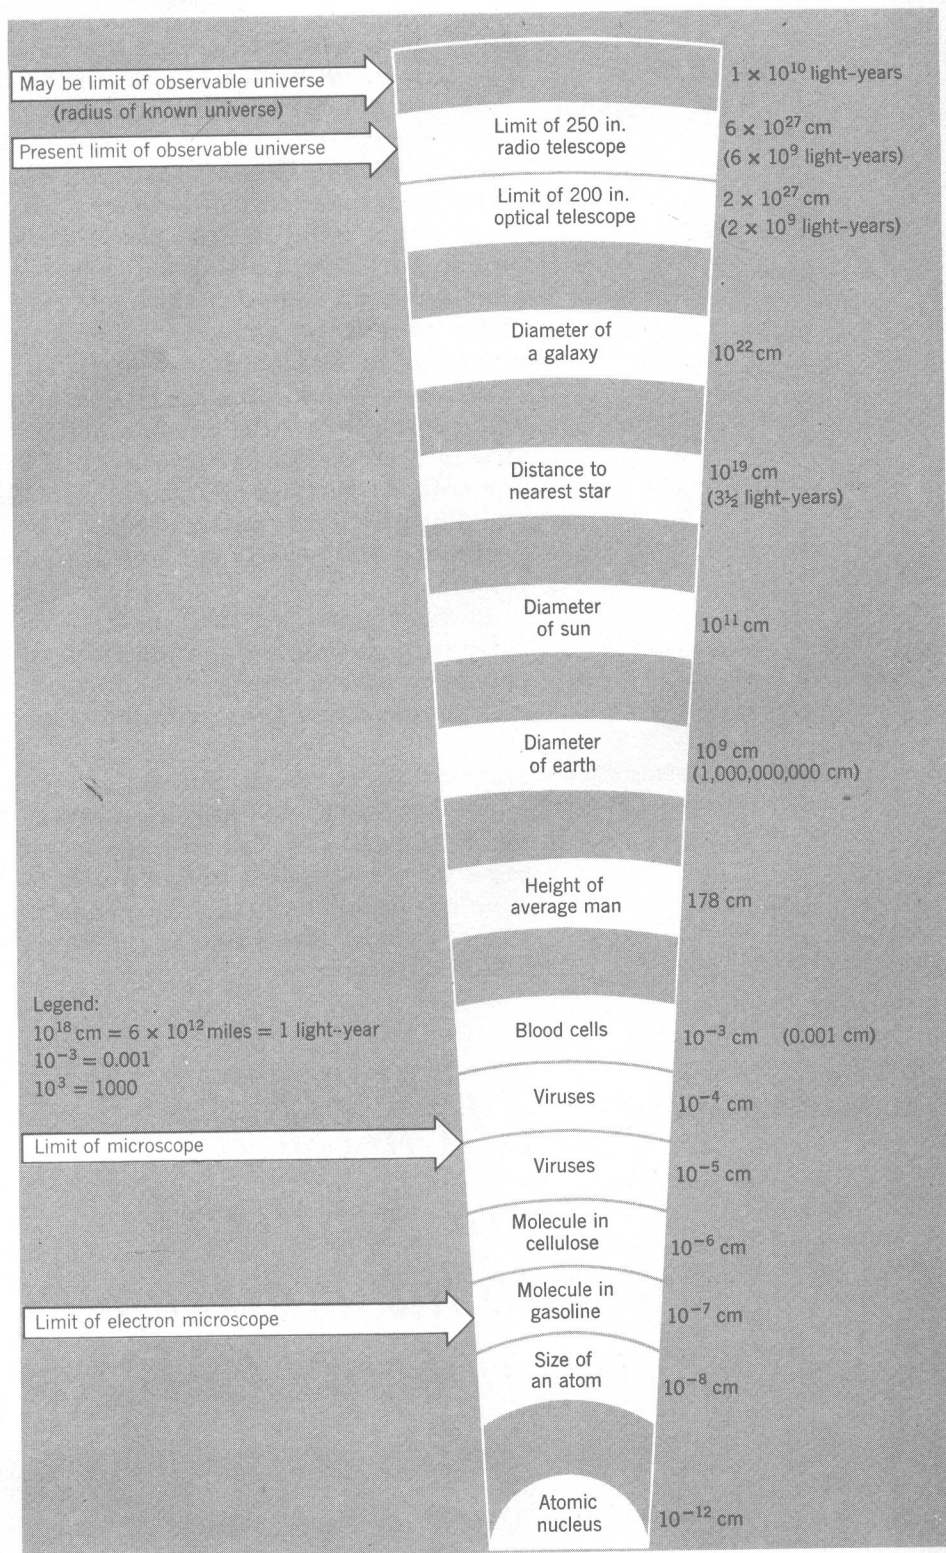 May be limit of observable universe
(radius of known universe)
1 × 10¹⁰ light–years
Present limit of observable universe
Limit of 250 in.
radio telescope
6 × 10²⁷ cm
(6 × 10⁹ light–years)
Limit of 200 in.
optical telescope
2 × 10²⁷ cm
(2 × 10⁹ light–years)
Diameter of
a galaxy
10²² cm
Distance to
nearest star
10¹⁹ cm
(3½ light–years)
Diameter
of sun
10¹¹ cm
Diameter
of earth
10⁹ cm
(1,000,000,000 cm)
Height of
average man
178 cm
Legend:
10¹⁸ cm = 6 × 10¹² miles = 1 light–year
10⁻³ = 0.001
10³ = 1000
Blood cells
10⁻³ cm (0.001 cm)
Viruses
10⁻⁴ cm
Limit of microscope
Viruses
10⁻⁵ cm
Molecule in
cellulose
10⁻⁶ cm
Limit of electron microscope
Molecule in
gasoline
10⁻⁷ cm
Size of
an atom
10⁻⁸ cm
Atomic
nucleus
10⁻¹² cm